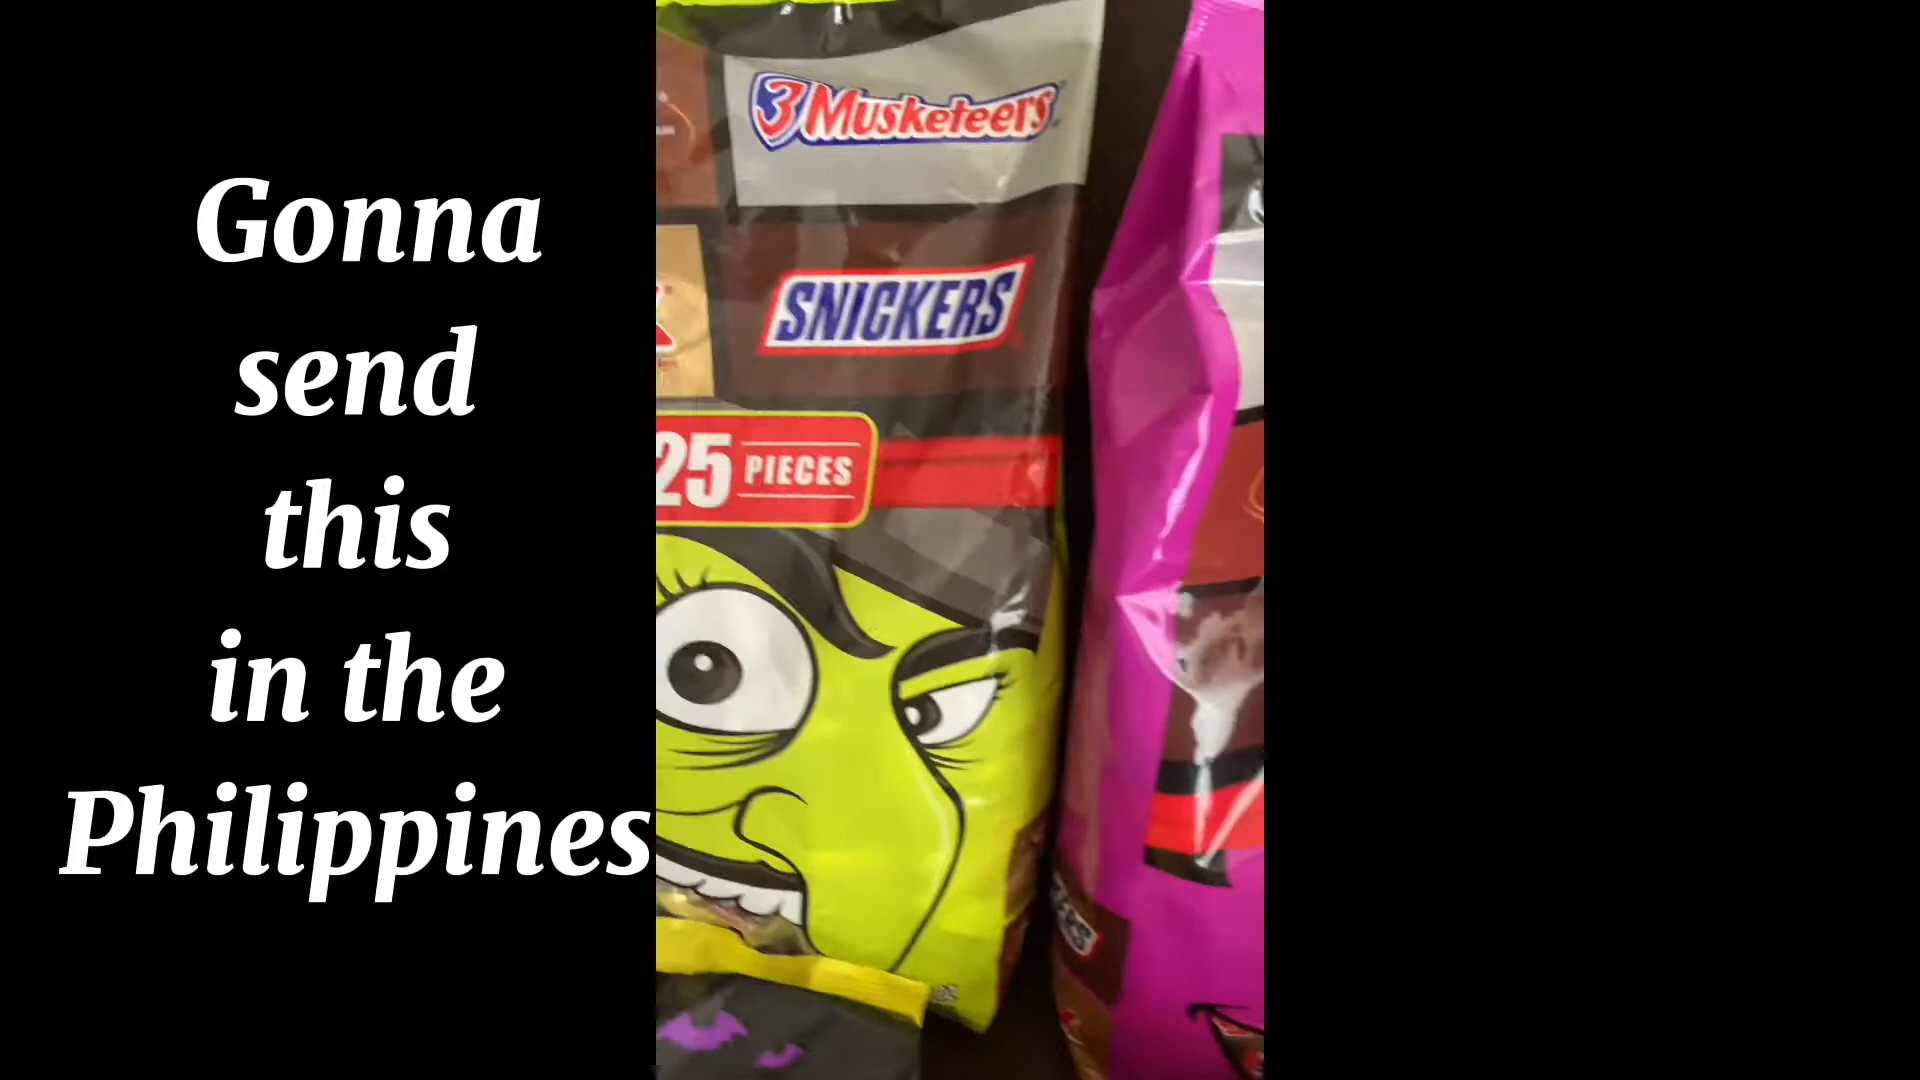 Gonna
send
this
in the
Philippines
3 Musketeers
SNICKERS
25 PIECES